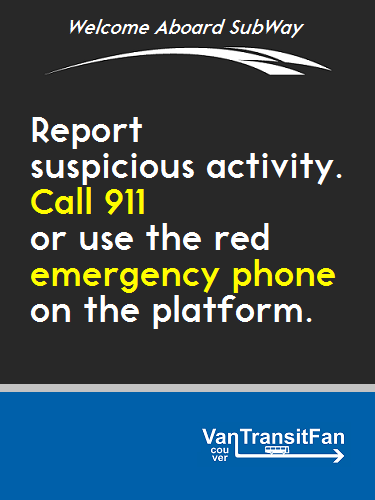 Welcome Aboard SubWay
Report
suspicious activity.
Call 911
or use the red
emergency phone
on the platform.
VanTransitFan
cou
ver